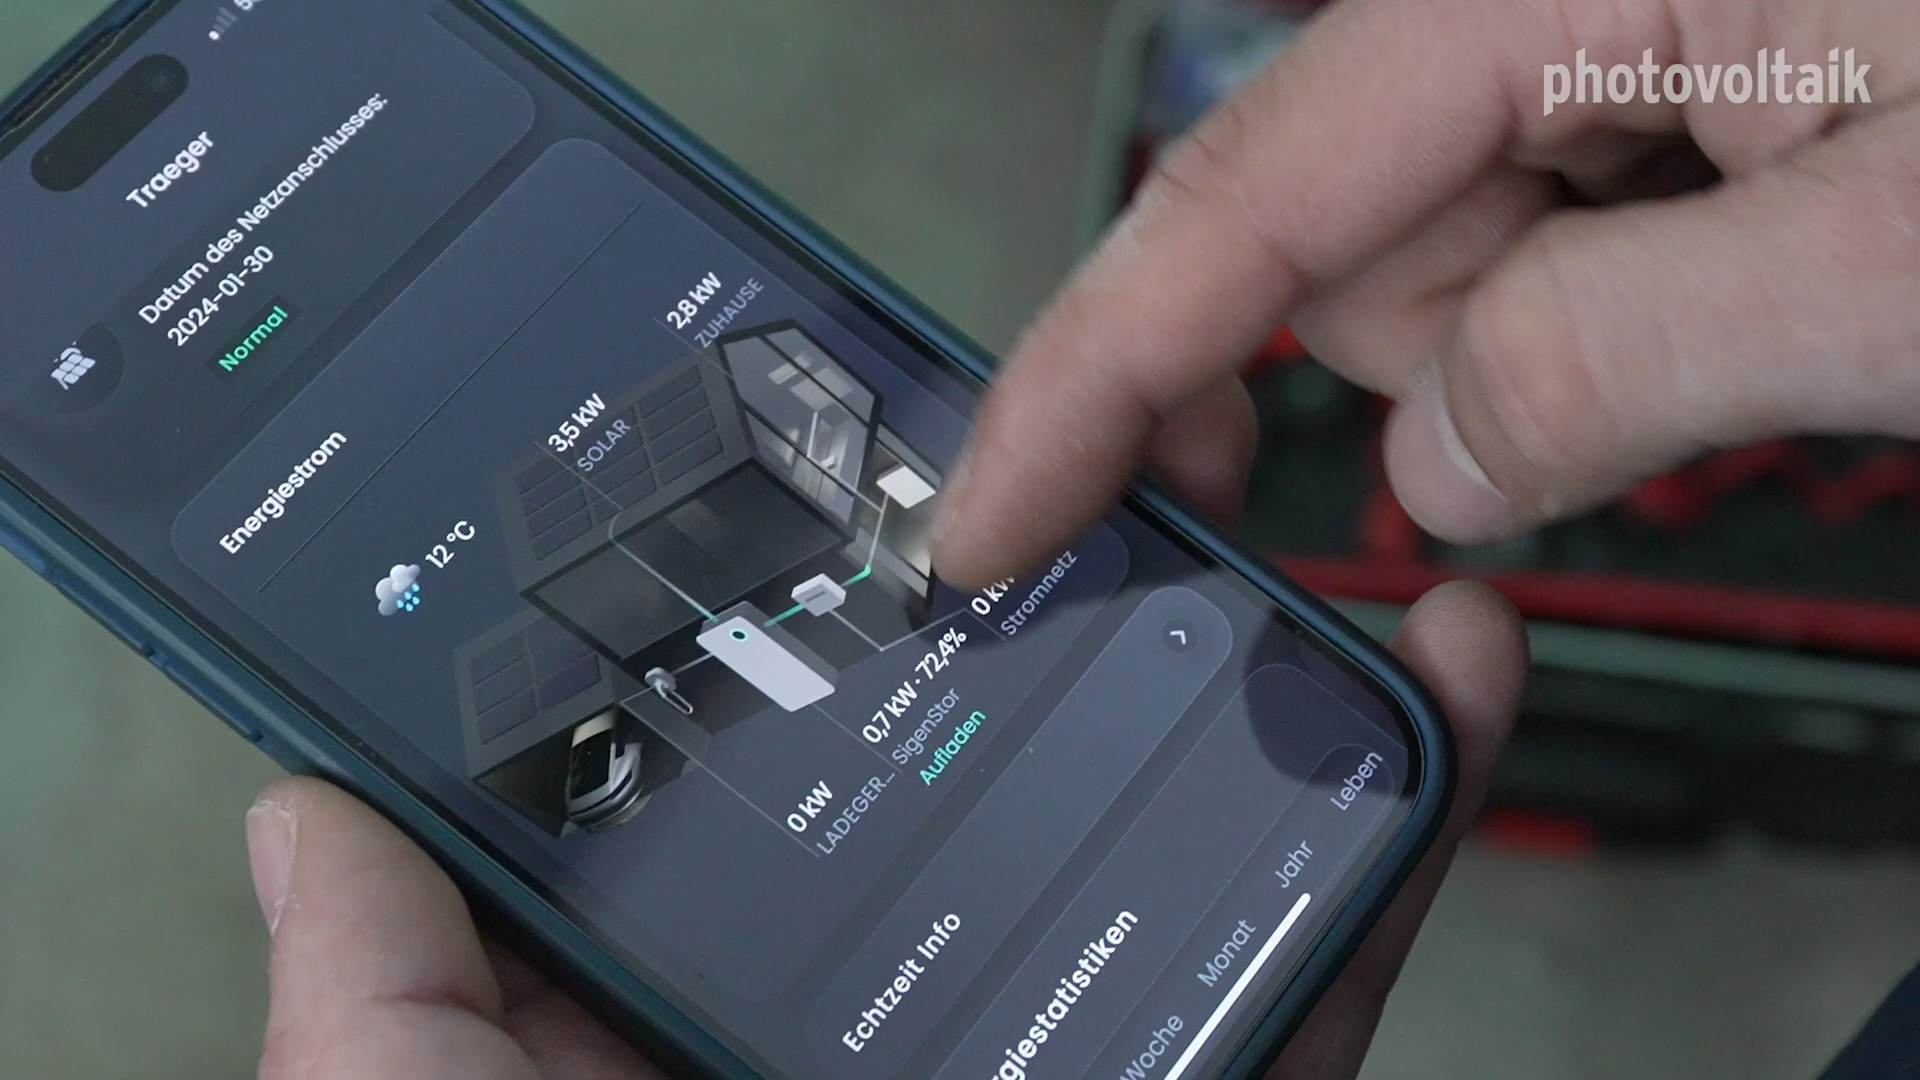 photovoltaik
Traeger
Datum des Netzanschlusses:
2024-01-30
Normal
Energiestrom
12 °C
2,8 kW
ZUHAUSE
3,5 kW
SOLAR
0 kW
Stromnetz
0,7 kW · 72,4%
SigenStor
Aufladen
0 kW
LADEGER...
Echtzeit Info
giestatistiken
Woche Monat Jahr Leben